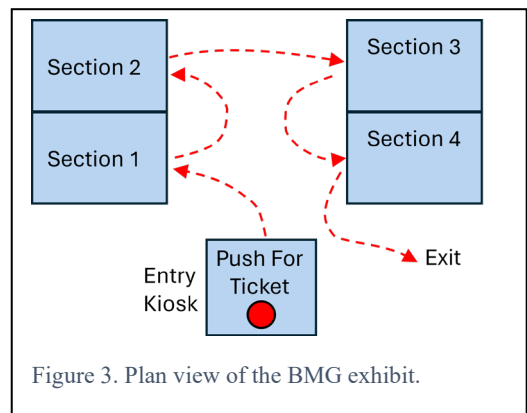 Section 2
Section 3
Section 1
Section 4
Push For
Ticket
Entry
Kiosk
Exit
Figure 3. Plan view of the BMG exhibit.